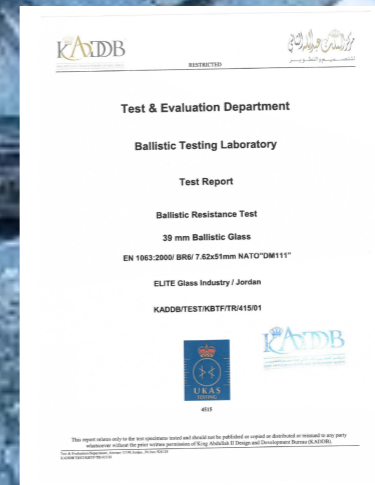 KADDB
RESTRICTED
Test & Evaluation Department
Ballistic Testing Laboratory
Test Report
Ballistic Resistance Test
39 mm Ballistic Glass
EN 1063:2000/ BR6/ 7.62x51mm NATO"DM111"
ELITE Glass Industry / Jordan
KADDB/TEST/KBTF/TR/415/01
KADDB
UKAS
TESTING
4515
This report relates only to the test specimens tested and should not be published or copied or distributed or reissued to any party
whatsoever without the prior written permission of King Abdullah II Design and Development Bureau (KADDB).